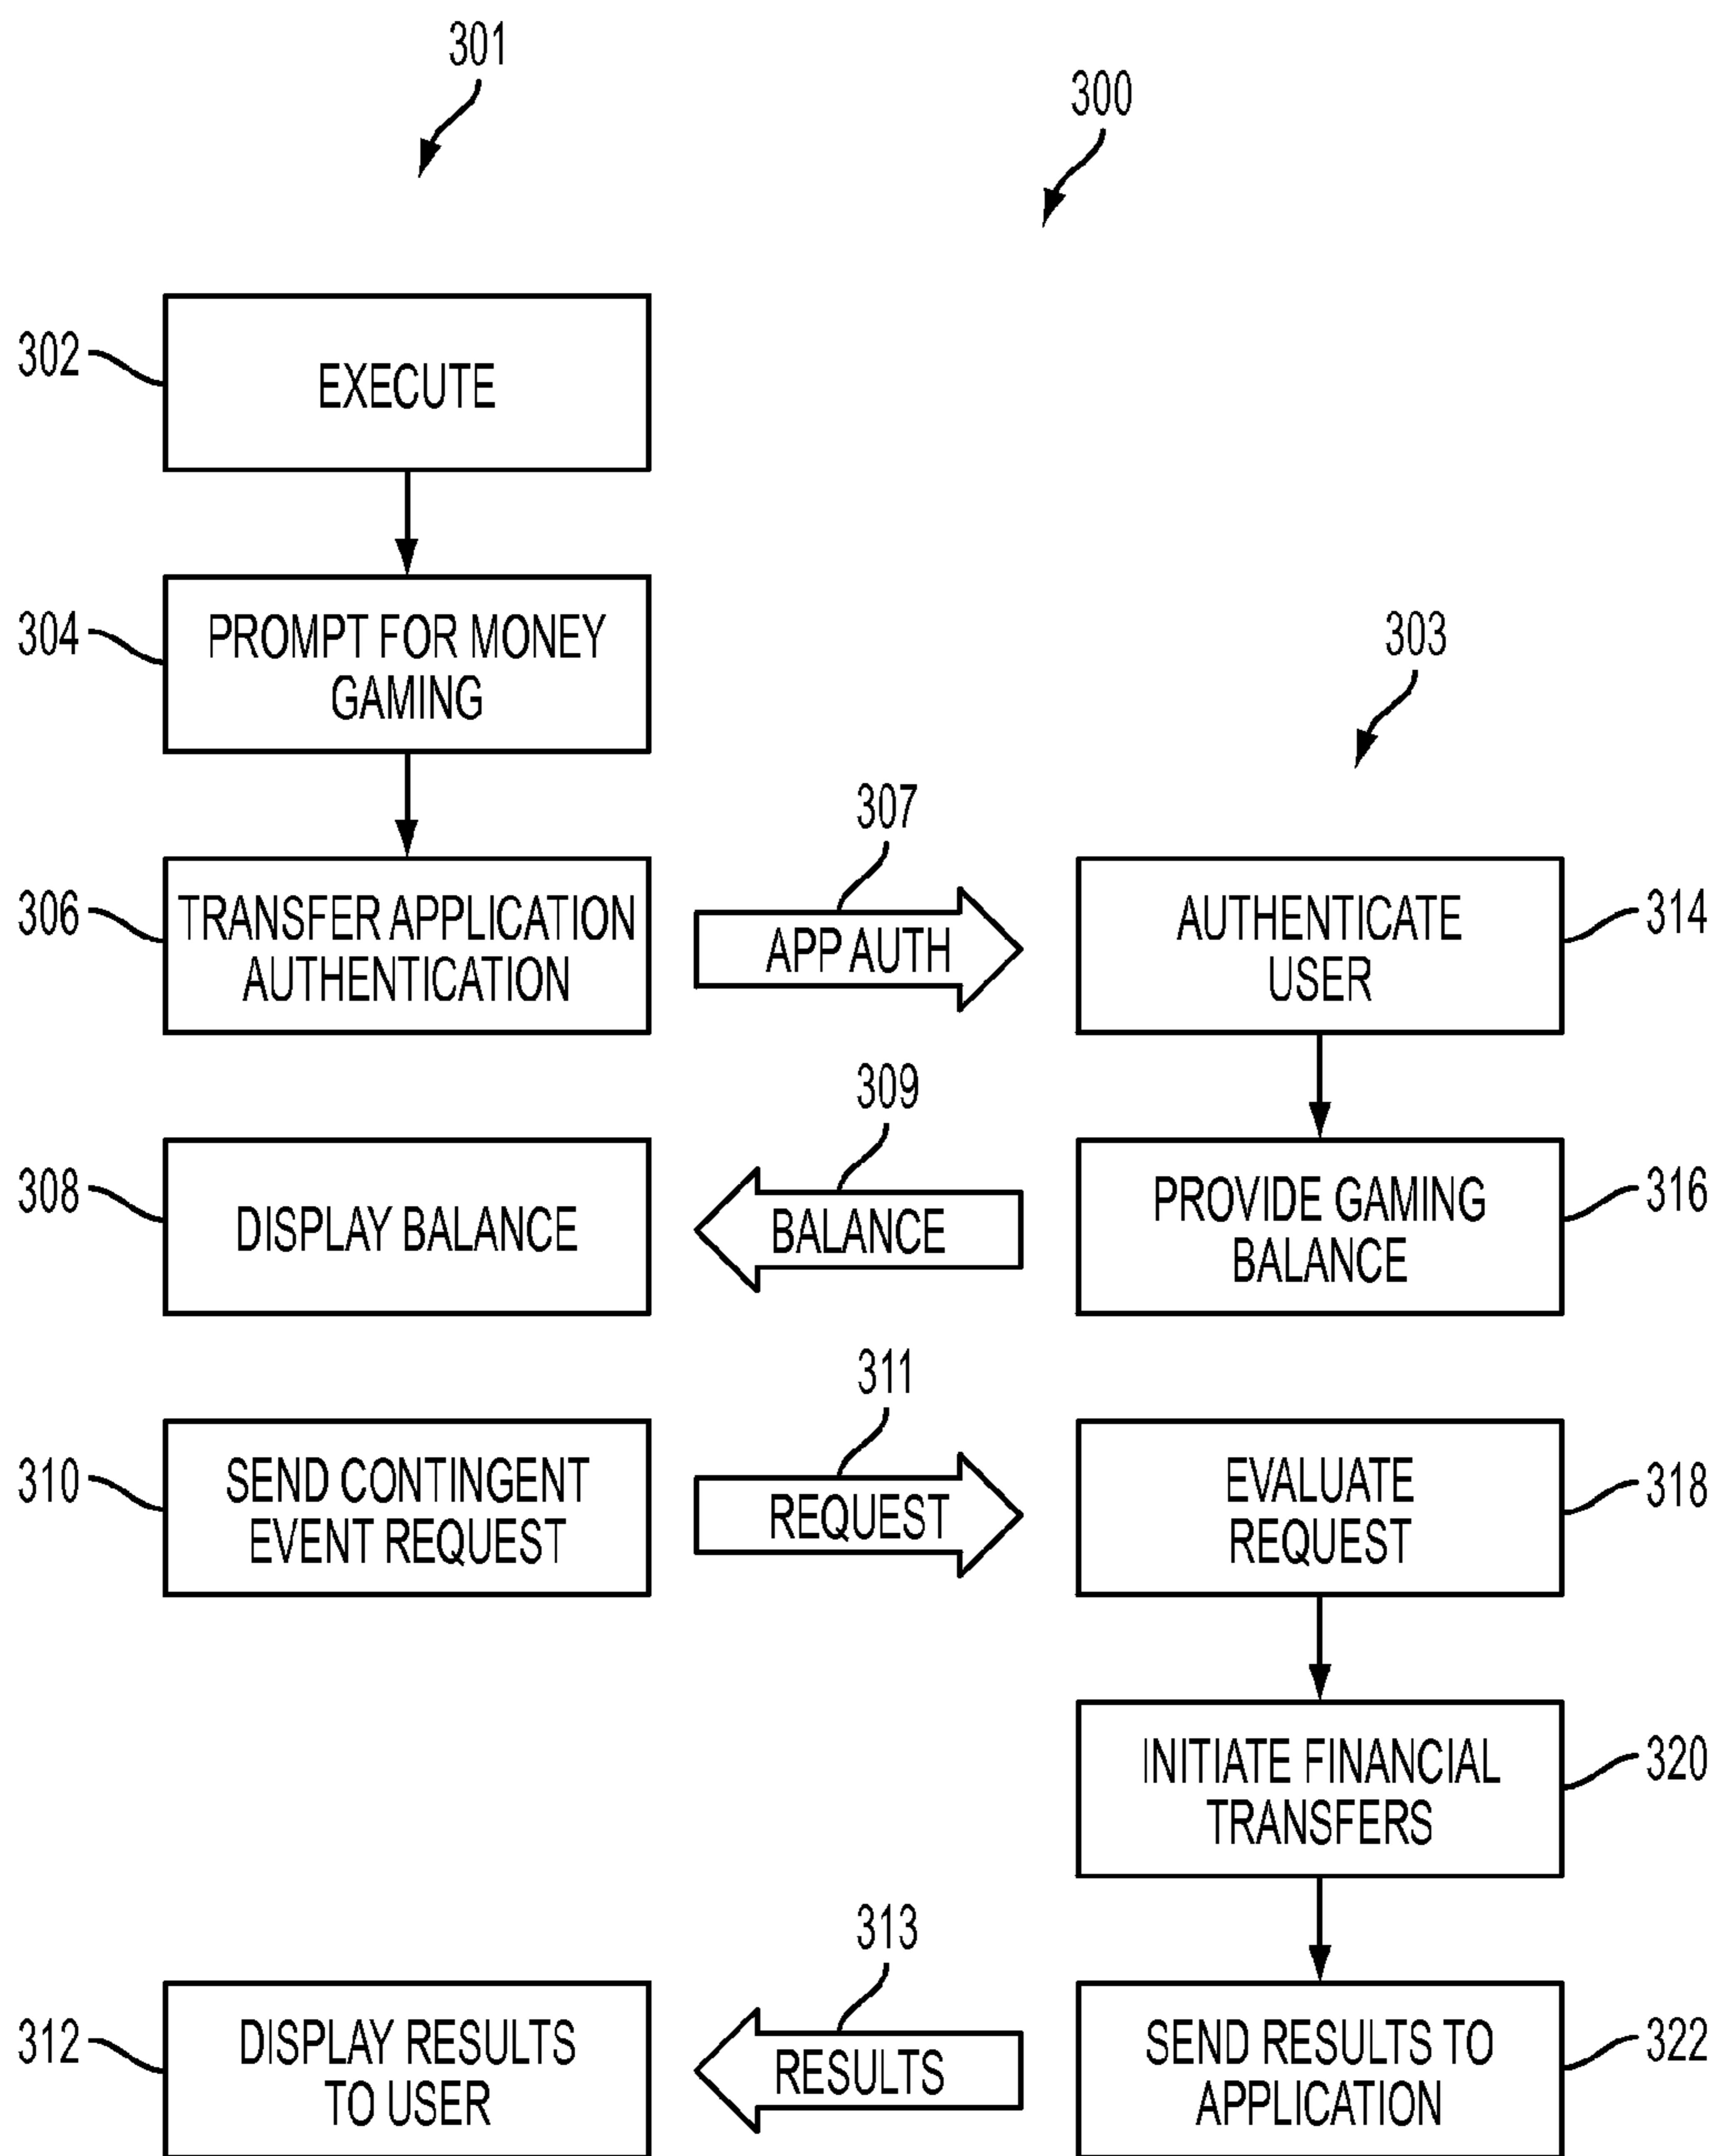 301
300
302
EXECUTE
304
PROMPT FOR MONEY
GAMING
303
307
306
TRANSFER APPLICATION
AUTHENTICATION
APP AUTH
AUTHENTICATE
USER
314
309
308
DISPLAY BALANCE
BALANCE
PROVIDE GAMING
BALANCE
316
311
310
SEND CONTINGENT
EVENT REQUEST
REQUEST
EVALUATE
REQUEST
318
INITIATE FINANCIAL
TRANSFERS
320
313
312
DISPLAY RESULTS
TO USER
RESULTS
SEND RESULTS TO
APPLICATION
322